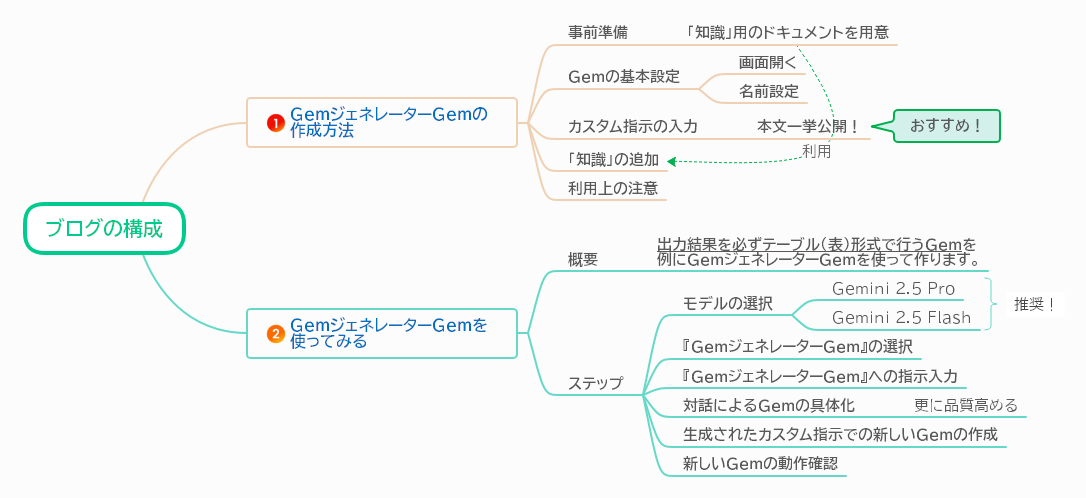 ブログの構成
1 GemジェネレーターGemの
作成方法
事前準備
「知識」用のドキュメントを用意
Gemの基本設定
画面開く
名前設定
カスタム指示の入力
本文一挙公開！
おすすめ！
利用
「知識」の追加
利用上の注意
2 GemジェネレーターGemを
使ってみる
概要
出力結果を必ずテーブル（表）形式で行うGemを
例にGemジェネレーターGemを使って作ります。
ステップ
モデルの選択
Gemini 2.5 Pro
Gemini 2.5 Flash
推奨！
『GemジェネレーターGem』の選択
『GemジェネレーターGem』への指示入力
対話によるGemの具体化
更に品質高める
生成されたカスタム指示での新しいGemの作成
新しいGemの動作確認